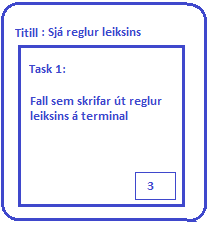 Titill : Sjá reglur leiksins
Task 1:
Fall sem skrifar út reglur
leiksins á terminal
3